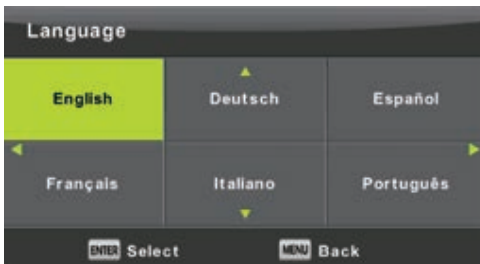 Language
English Deutsch Español
Français Italiano Português
ENTER Select MENU Back